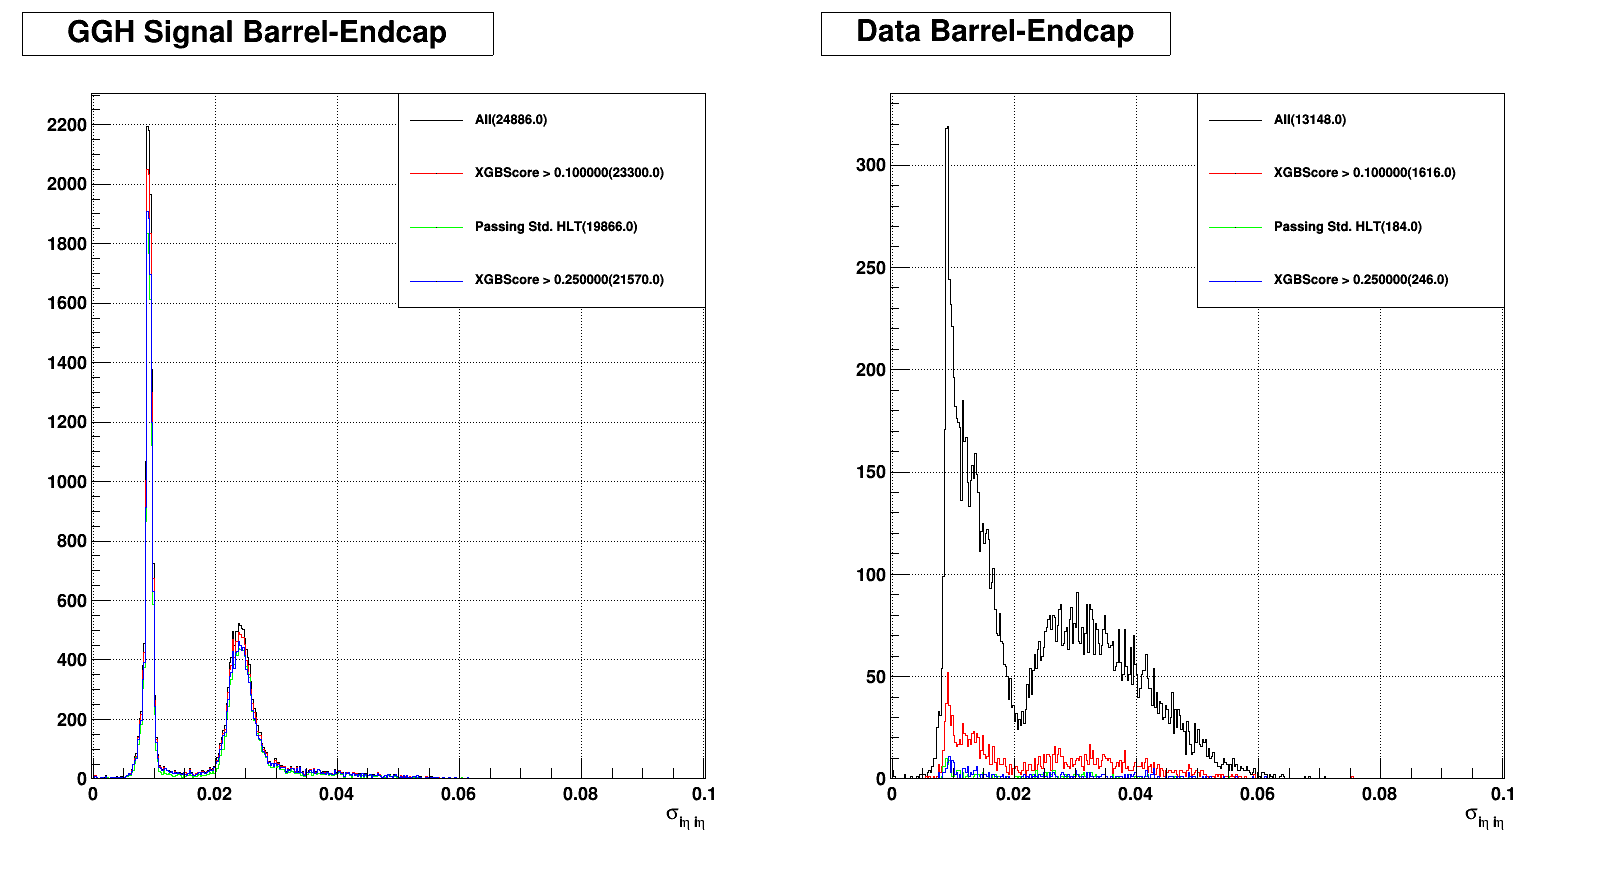 GGH Signal Barrel-Endcap
2200
2000
1800
1600
1400
1200
1000
800
600
400
200
0
All(24886.0)
XGBScore > 0.100000(23300.0)
Passing Std. HLT(19866.0)
XGBScore > 0.250000(21570.0)
0 0.02 0.04 0.06 0.08 0.1
σiη iη
Data Barrel-Endcap
300
250
200
150
100
50
0
All(13148.0)
XGBScore > 0.100000(1616.0)
Passing Std. HLT(184.0)
XGBScore > 0.250000(246.0)
0 0.02 0.04 0.06 0.08 0.1
σiη iη